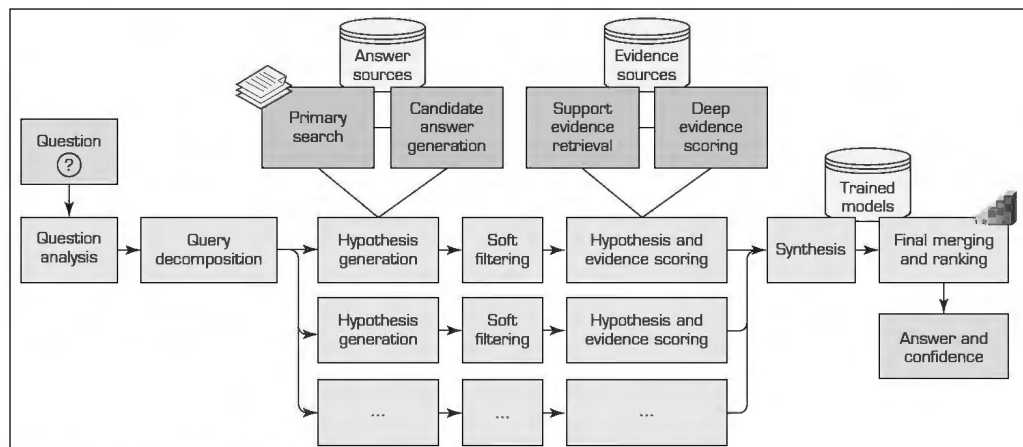 Answer
sources
Evidence
sources
Primary
search
Candidate
answer
generation
Support
evidence
retrieval
Deep
evidence
scoring
Question
?
Trained
models
Question
analysis
Query
decomposition
Hypothesis
generation
Soft
filtering
Hypothesis and
evidence scoring
Synthesis
Final merging
and ranking
Hypothesis
generation
Soft
filtering
Hypothesis and
evidence scoring
Answer and
confidence
...
...
...